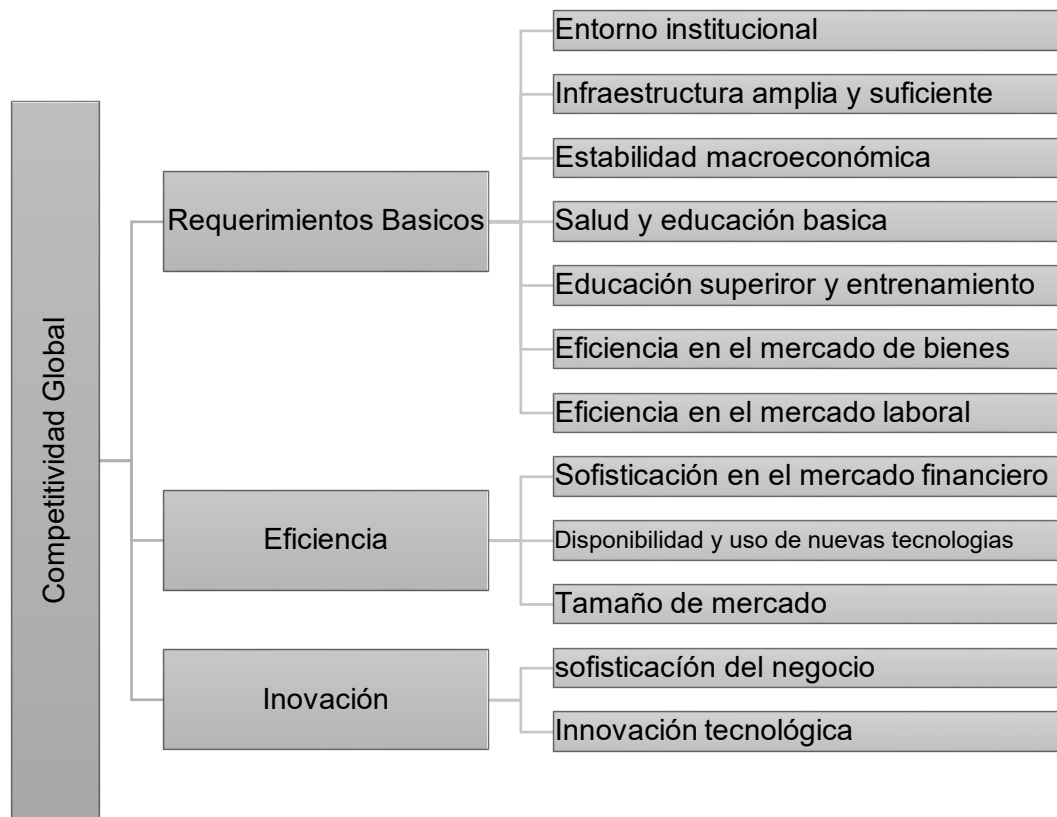 Competitividad Global
Requerimientos Basicos
Entorno institucional
Infraestructura amplia y suficiente
Estabilidad macroeconómica
Salud y educación basica
Educación superiror y entrenamiento
Eficiencia en el mercado de bienes
Eficiencia en el mercado laboral
Eficiencia
Sofisticación en el mercado financiero
Disponibilidad y uso de nuevas tecnologias
Tamaño de mercado
Inovación
sofisticacíón del negocio
Innovación tecnológica